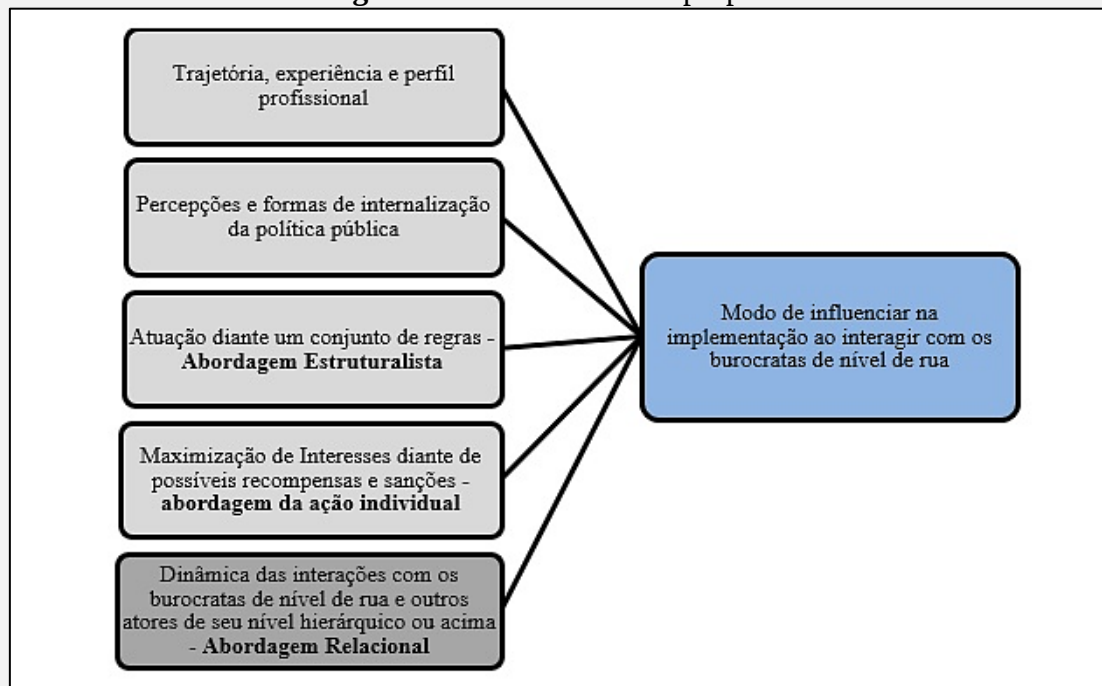 Trajetória, experiência e perfil
profissional
Percepções e formas de internalização
da política pública
Atuação diante um conjunto de regras -
Abordagem Estruturalista
Maximização de Interesses diante de
possíveis recompensas e sanções -
abordagem da ação individual
Dinâmica das interações com os
burocratas de nível de rua e outros
atores de seu nível hierárquico ou acima
- Abordagem Relacional
Modo de influenciar na
implementação ao interagir com os
burocratas de nível de rua